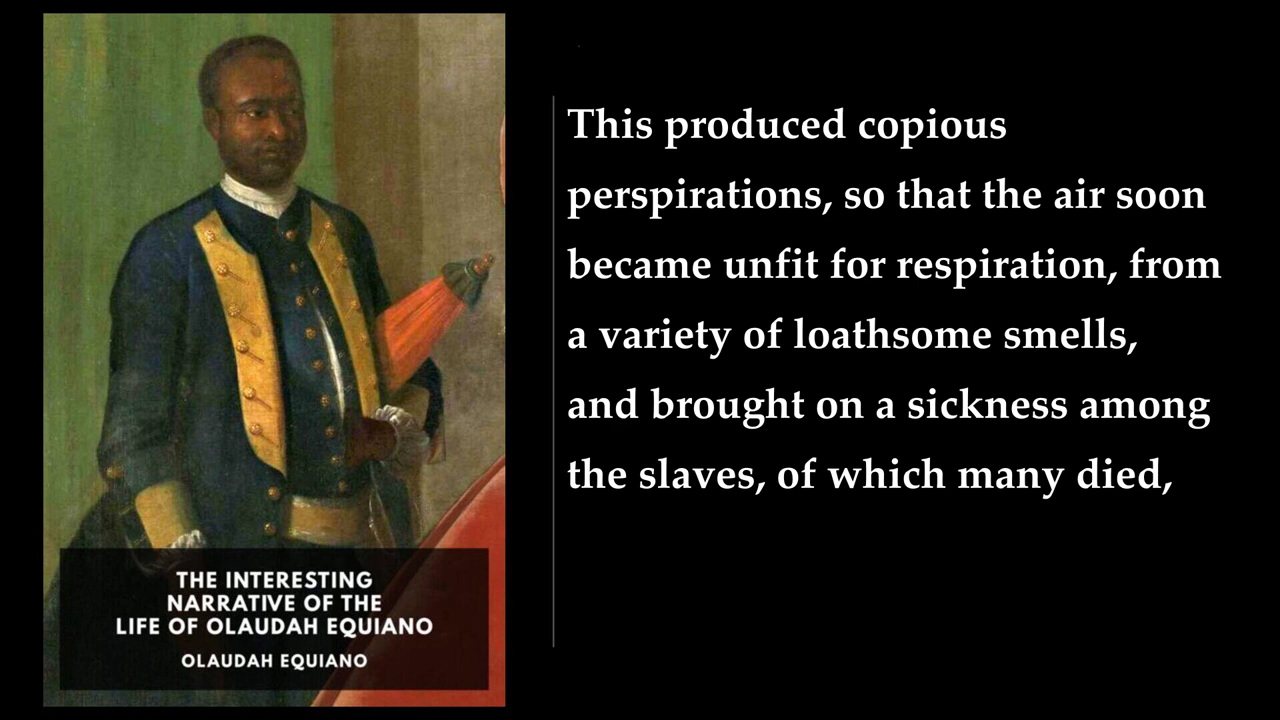 This produced copious
perspirations, so that the air soon
became unfit for respiration, from
a variety of loathsome smells,
and brought on a sickness among
the slaves, of which many died,
THE INTERESTING
NARRATIVE OF THE
LIFE OF OLAUDAH EQUIANO
OLAUDAH EQUIANO